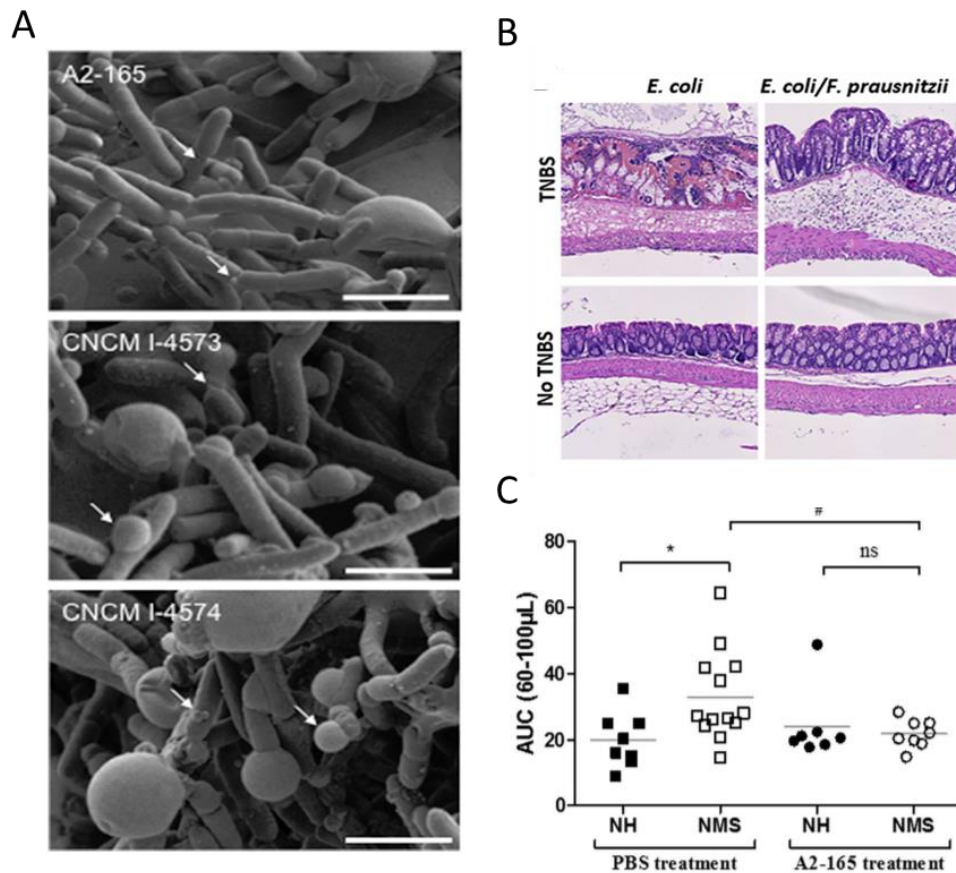 A
A2-165
CNCM I-4573
CNCM I-4574
B
E. coli
E. coli/F. prausnitzii
TNBS
No TNBS
C
80
60
40
20
0
AUC (60-100µL)
*
#
ns
NH
NMS
NH
NMS
PBS treatment
A2-165 treatment